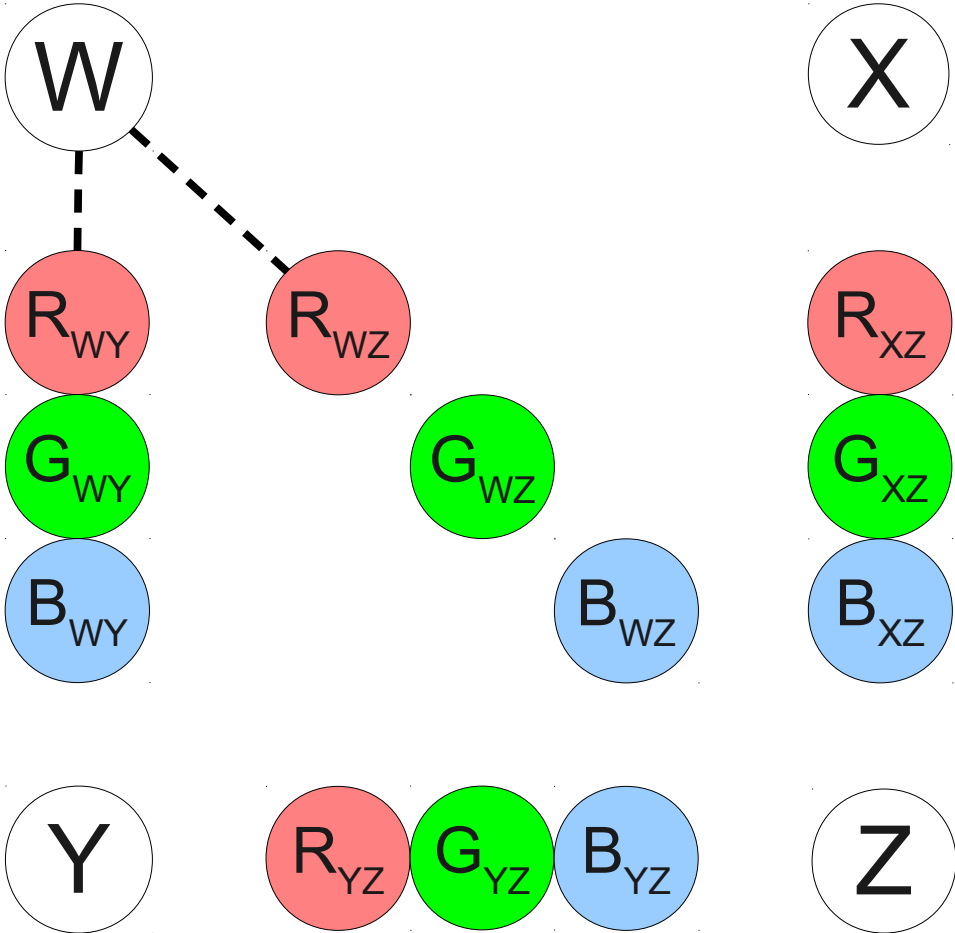 W X
R_WY R_WZ R_XZ
G_WY G_WZ G_XZ
B_WY B_WZ B_XZ
Y R_YZ G_YZ B_YZ Z